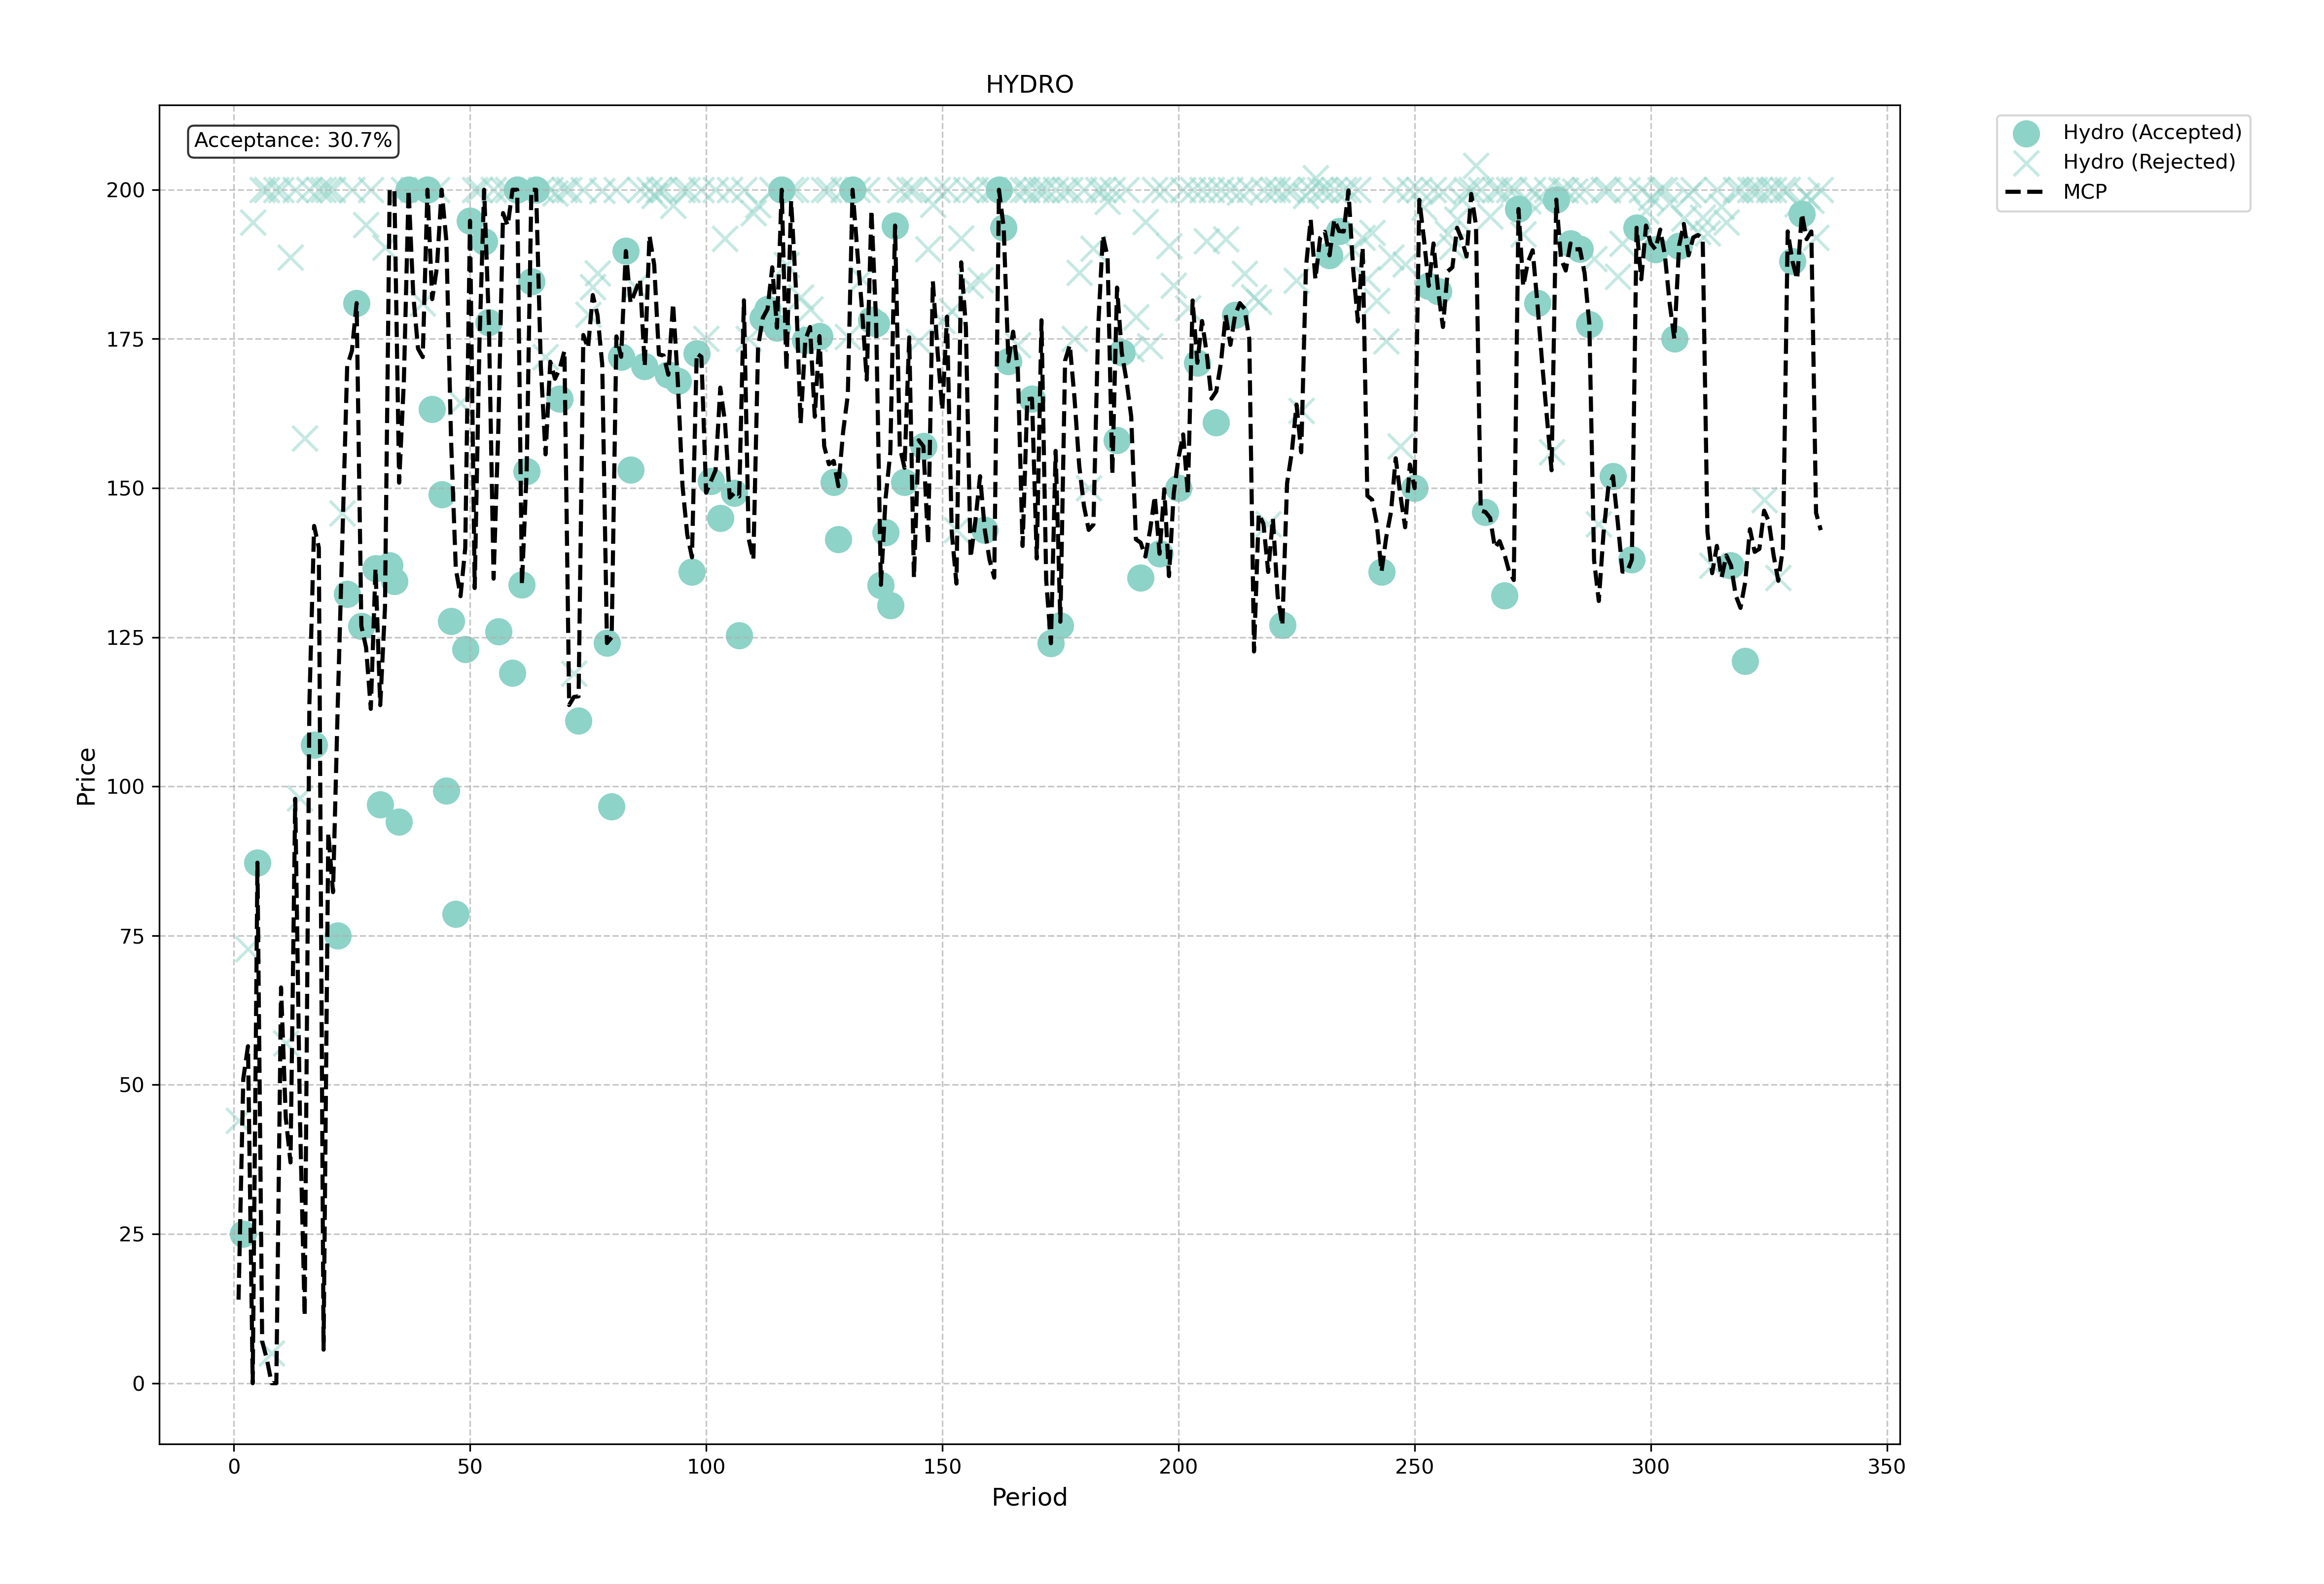 HYDRO
Acceptance: 30.7%
Hydro (Accepted)
Hydro (Rejected)
MCP
200
175
150
125
100
75
50
25
0
Price
0 50 100 150 200 250 300 350
Period